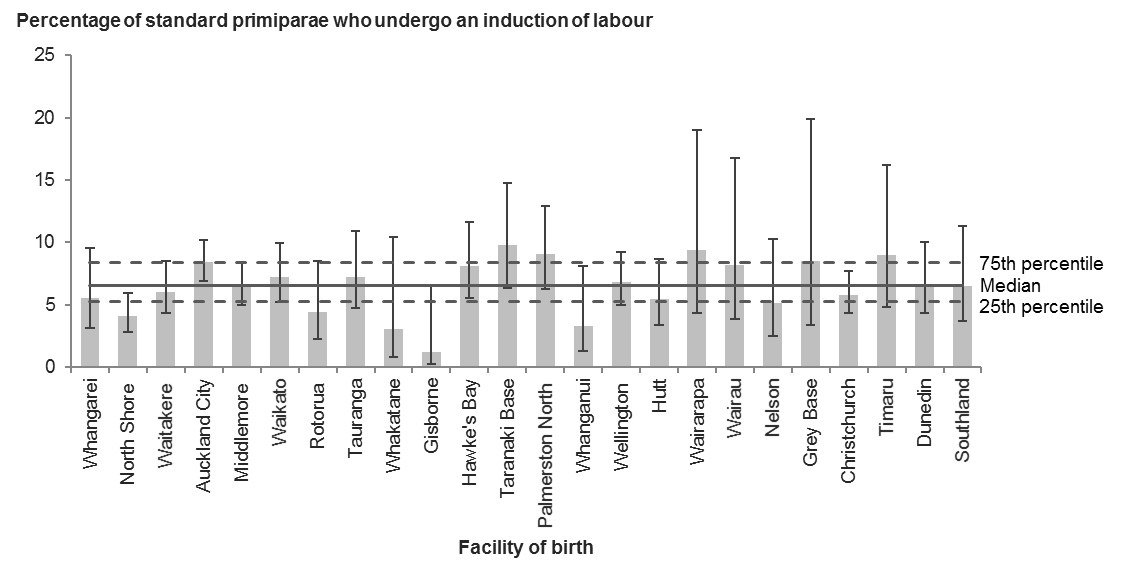 Percentage of standard primiparae who undergo an induction of labour
25
20
15
10
5
0
75th percentile
Median
25th percentile
Whangarei
North Shore
Waitakere
Auckland City
Middlemore
Waikato
Rotorua
Tauranga
Whakatane
Gisborne
Hawke's Bay
Taranaki Base
Palmerston North
Whanganui
Wellington
Hutt
Wairarapa
Wairau
Nelson
Grey Base
Christchurch
Timaru
Dunedin
Southland
Facility of birth